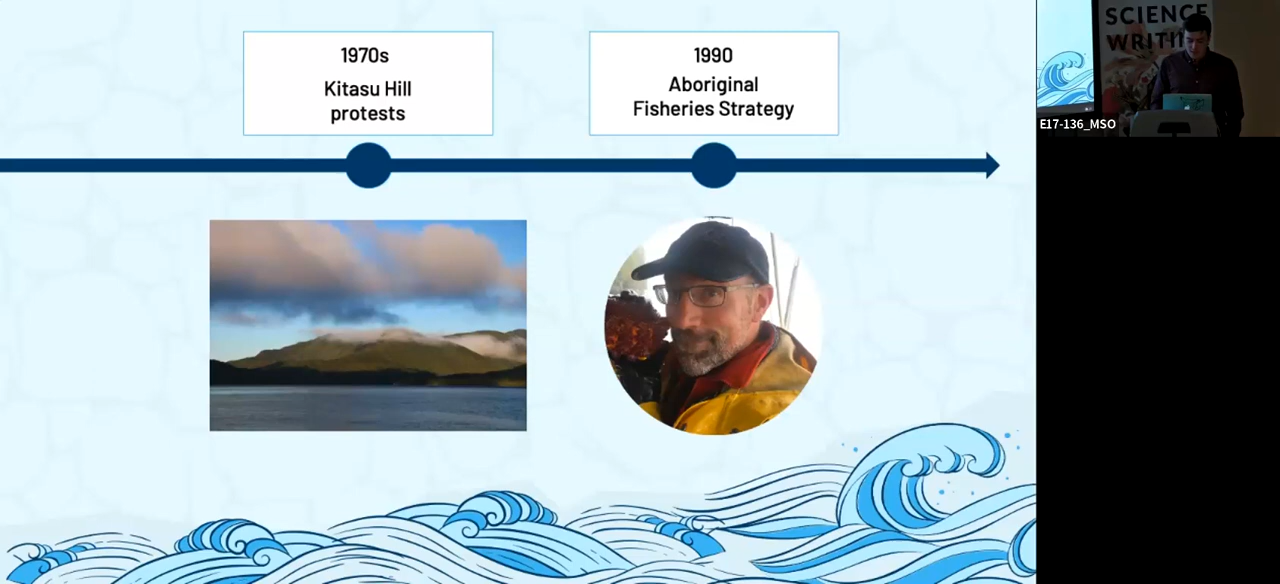 1970s
Kitasu Hill
protests
1990
Aboriginal
Fisheries Strategy
SCIENCE
WRITI
E17-136_MSO